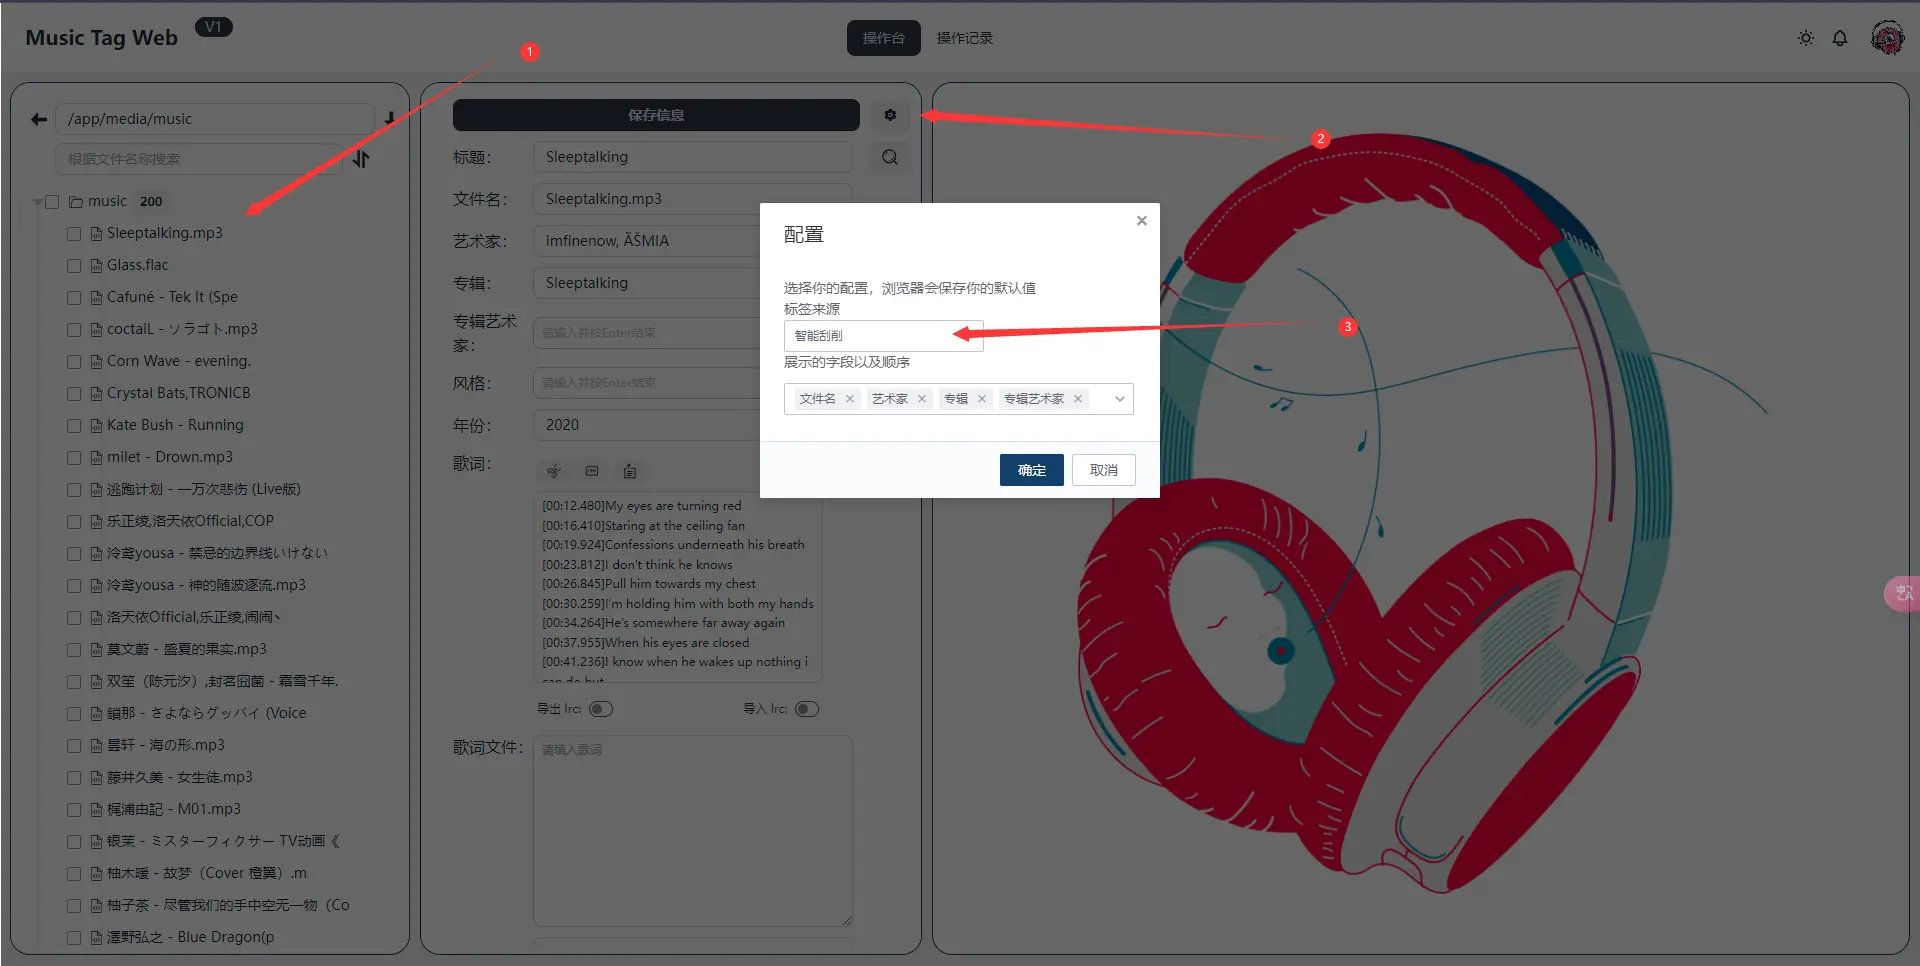 Music Tag Web
V1
操作台
操作记录
1
/app/media/music
根据文件名称搜索
music 200
Sleeptalking.mp3
Glass.flac
Cafuné - Tek It (Spe
coctaiL - ソラゴト.mp3
Corn Wave - evening.
Crystal Bats,TRONICB
Kate Bush - Running
milet - Drown.mp3
逃跑计划 - 一万次悲伤 (Live版)
乐正绫,洛天依Official,COP
泠鸢yousa - 禁忌的边界线いけない
泠鸢yousa - 神的随波逐流.mp3
洛天依Official,乐正绫,闹闹丶
莫文蔚 - 盛夏的果实.mp3
双笙（陈元汐）,封茗囧菌 - 霜雪千年.
鎖那 - さよならグッバイ (Voice
昙轩 - 海の形.mp3
藤井久美 - 女生徒.mp3
梶浦由記 - M01.mp3
银茉 - ミスターフィクサー TV动画《
柚木暖 - 故梦（Cover 橙翼）.m
柚子茶 - 尽管我们的手中空无一物（Co
澤野弘之 - Blue Dragon(p
保存信息
标题： Sleeptalking
文件名： Sleeptalking.mp3
艺术家： imfinenow, ÃŠMIA
专辑： Sleeptalking
专辑艺术家： 请输入并按Enter结束
风格： 请输入并按Enter结束
年份： 2020
歌词：
[00:12.480]My eyes are turning red
[00:16.410]Staring at the ceiling fan
[00:19.924]Confessions underneath his breath
[00:23.812]I don't think he knows
[00:26.845]Pull him towards my chest
[00:30.259]I'm holding him with both my hands
[00:34.264]He's somewhere far away again
[00:37.955]When his eyes are closed
[00:41.236]I know when he wakes up nothing i
can do but
导出 lrc:
导入 lrc:
歌词文件： 请填入歌词
2
配置
选择你的配置，浏览器会保存你的默认值
标签来源
智能刮削
3
展示的字段以及顺序
文件名 艺术家 专辑 专辑艺术家
确定 取消